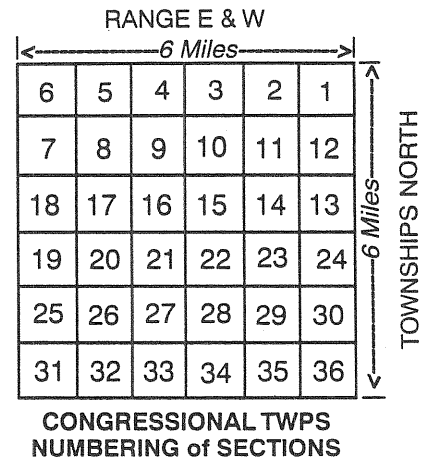 RANGE E & W
6 Miles
6 5 4 3 2 1
7 8 9 10 11 12
18 17 16 15 14 13
19 20 21 22 23 24
25 26 27 28 29 30
31 32 33 34 35 36
6 Miles
TOWNSHIPS NORTH
CONGRESSIONAL TWPS
NUMBERING of SECTIONS